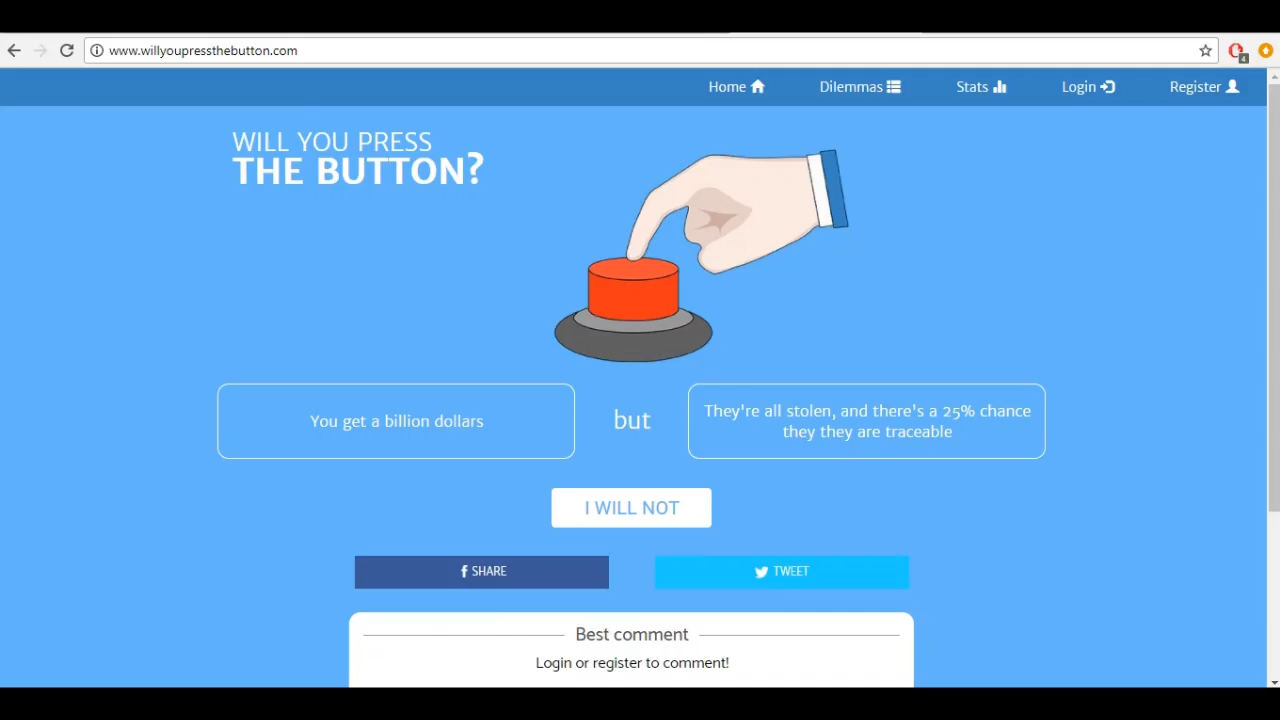 www.willyoupressthebutton.com
4
Home
Dilemmas
Stats
Login
Register
WILL YOU PRESS
THE BUTTON?
You get a billion dollars
but
They're all stolen, and there's a 25% chance
they they are traceable
I WILL NOT
SHARE
TWEET
Best comment
Login or register to comment!